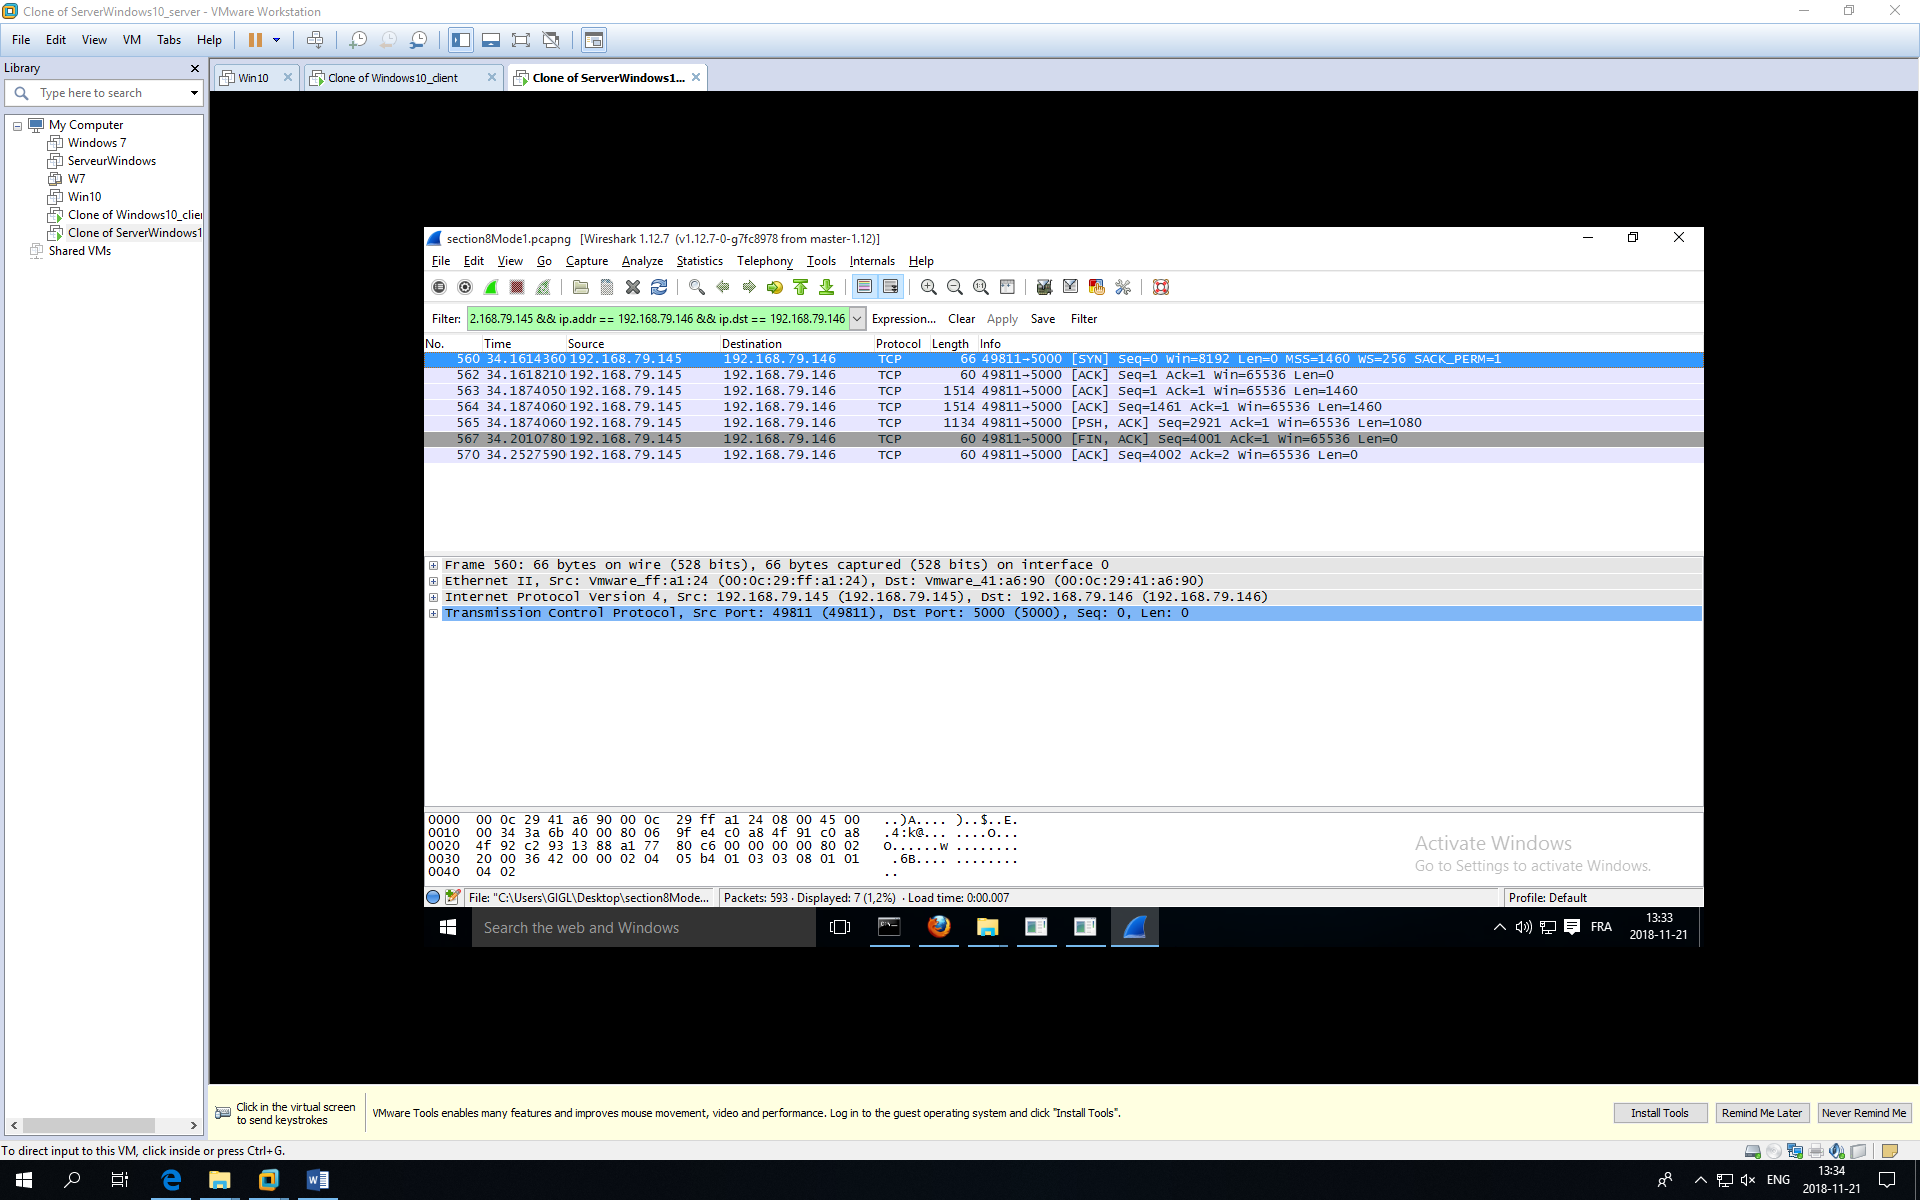 Clone of ServerWindows10_server - VMware Workstation
File Edit View VM Tabs Help
Library
Type here to search
My Computer
Windows 7
ServeurWindows
W7
Win10
Clone of Windows10_clier
Clone of ServerWindows1
Shared VMs
Win10
Clone of Windows10_client
Clone of ServerWindows1...
section8Mode1.pcapng [Wireshark 1.12.7 (v1.12.7-0-g7fc8978 from master-1.12)]
File Edit View Go Capture Analyze Statistics Telephony Tools Internals Help
Filter: 2.168.79.145 && ip.addr == 192.168.79.146 && ip.dst == 192.168.79.146 Expression... Clear Apply Save Filter
No. Time Source Destination Protocol Length Info
560 34.1614360 192.168.79.145 192.168.79.146 TCP 66 49811→5000 [SYN] Seq=0 Win=8192 Len=0 MSS=1460 WS=256 SACK_PERM=1
562 34.1618210 192.168.79.145 192.168.79.146 TCP 60 49811→5000 [ACK] Seq=1 Ack=1 Win=65536 Len=0
563 34.1874050 192.168.79.145 192.168.79.146 TCP 1514 49811→5000 [ACK] Seq=1 Ack=1 Win=65536 Len=1460
564 34.1874060 192.168.79.145 192.168.79.146 TCP 1514 49811→5000 [ACK] Seq=1461 Ack=1 Win=65536 Len=1460
565 34.1874060 192.168.79.145 192.168.79.146 TCP 1134 49811→5000 [PSH, ACK] Seq=2921 Ack=1 Win=65536 Len=1080
567 34.2010780 192.168.79.145 192.168.79.146 TCP 60 49811→5000 [FIN, ACK] Seq=4001 Ack=1 Win=65536 Len=0
570 34.2527590 192.168.79.145 192.168.79.146 TCP 60 49811→5000 [ACK] Seq=4002 Ack=2 Win=65536 Len=0
Frame 560: 66 bytes on wire (528 bits), 66 bytes captured (528 bits) on interface 0
Ethernet II, Src: Vmware_ff:a1:24 (00:0c:29:ff:a1:24), Dst: Vmware_41:a6:90 (00:0c:29:41:a6:90)
Internet Protocol Version 4, Src: 192.168.79.145 (192.168.79.145), Dst: 192.168.79.146 (192.168.79.146)
Transmission Control Protocol, Src Port: 49811 (49811), Dst Port: 5000 (5000), Seq: 0, Len: 0
0000 00 0c 29 41 a6 90 00 0c 29 ff a1 24 08 00 45 00 ..)A.... )..$..E.
0010 00 34 3a 6b 40 00 80 06 9f e4 c0 a8 4f 91 c0 a8 .4:k@... ....O...
0020 4f 92 c2 93 13 88 a1 77 80 c6 00 00 00 00 80 02 O......w ........
0030 20 00 36 42 00 00 02 04 05 b4 01 03 03 08 01 01 .6B.... ........
0040 04 02 ..
Activate Windows
Go to Settings to activate Windows.
File: "C:\Users\GIGL\Desktop\section8Mode... Packets: 593 · Displayed: 7 (1,2%) · Load time: 0:00.007 Profile: Default
Search the web and Windows
FRA
13:33
2018-11-21
Click in the virtual screen
to send keystrokes
VMware Tools enables many features and improves mouse movement, video and performance. Log in to the guest operating system and click "Install Tools".
Install Tools
Remind Me Later
Never Remind Me
To direct input to this VM, click inside or press Ctrl+G.
ENG
13:34
2018-11-21